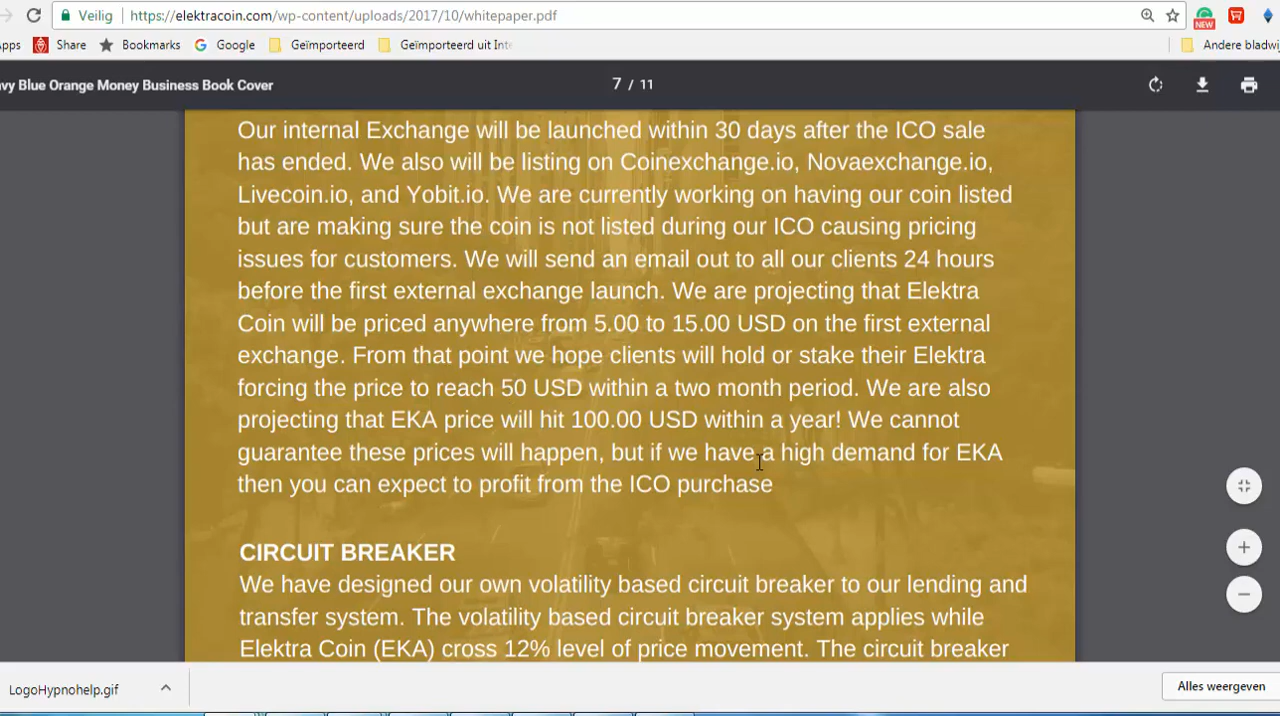 Veilig https://elektracoin.com/wp-content/uploads/2017/10/whitepaper.pdf NEW
Share Bookmarks G Google Geïmporteerd Geïmporteerd uit Andere
Blue Orange Money Business Book Cover 7 / 11
Our internal Exchange will be launched within 30 days after the ICO sale
has ended. We also will be listing on Coinexchange.io, Novaexchange.io,
Livecoin.io, and Yobit.io. We are currently working on having our coin listed
but are making sure the coin is not listed during our ICO causing pricing
issues for customers. We will send an email out to all our clients 24 hours
before the first external exchange launch. We are projecting that Elektra
Coin will be priced anywhere from 5.00 to 15.00 USD on the first external
exchange. From that point we hope clients will hold or stake their Elektra
forcing the price to reach 50 USD within a two month period. We are also
projecting that EKA price will hit 100.00 USD within a year! We cannot
guarantee these prices will happen, but if we have a high demand for EKA
then you can expect to profit from the ICO purchase
CIRCUIT BREAKER
We have designed our own volatility based circuit breaker to our lending and
transfer system. The volatility based circuit breaker system applies while
Elektra Coin (EKA) cross 12% level of price movement. The circuit breaker
LogoHypnohelp.gif Alles weergeven